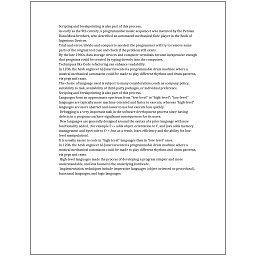 Scripting and breakpointing is also part of this process.
As early as the 9th century, a programmable music sequencer was invented by the Persian
Banu Musa brothers, who described an automated mechanical flute player in the Book of
Ingenious Devices.
Trial-and-error/divide-and-conquer is needed: the programmer will try to remove some
parts of the original test case and check if the problem still exists.
By the late 1960s, data storage devices and computer terminals became inexpensive enough
that programs could be created by typing directly into the computers.
Techniques like Code refactoring can enhance readability.
In 1206, the Arab engineer Al-Jazari invented a programmable drum machine where a
musical mechanical automaton could be made to play different rhythms and drum patterns,
via pegs and cams.
The choice of language used is subject to many considerations, such as company policy,
suitability to task, availability of third-party packages, or individual preference.
Scripting and breakpointing is also part of this process.
Languages form an approximate spectrum from "low-level" to "high-level"; "low-level"
languages are typically more machine-oriented and faster to execute, whereas "high-level"
languages are more abstract and easier to use but execute less quickly.
Debugging is a very important task in the software development process since having
defects in a program can have significant consequences for its users.
New languages are generally designed around the syntax of a prior language with new
functionality added, (for example C++ adds object-orientation to C, and Java adds memory
management and bytecode to C++, but as a result, loses efficiency and the ability for low-
level manipulation).
It is usually easier to code in "high-level" languages than in "low-level" ones.
In 1206, the Arab engineer Al-Jazari invented a programmable drum machine where a
musical mechanical automaton could be made to play different rhythms and drum patterns,
via pegs and cams.
High-level languages made the process of developing a program simpler and more
understandable, and less bound to the underlying hardware.
Implementation techniques include imperative languages (object-oriented or procedural),
functional languages, and logic languages.